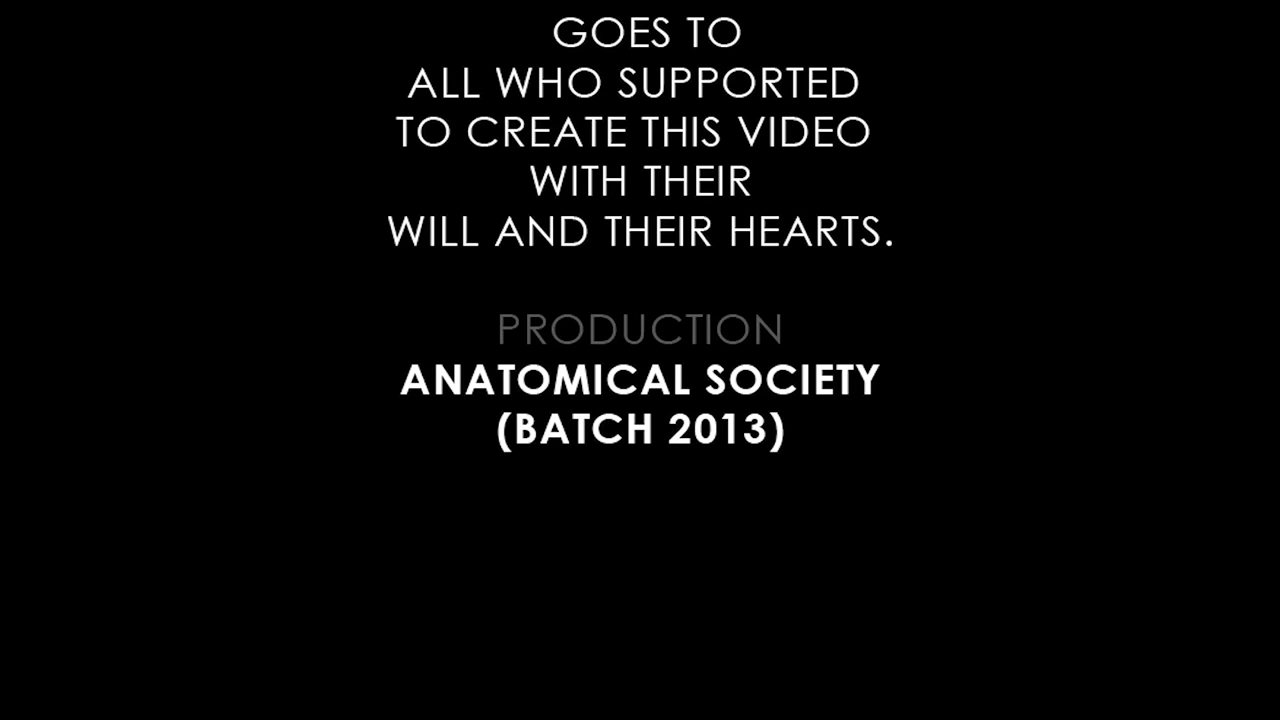 GOES TO
ALL WHO SUPPORTED
TO CREATE THIS VIDEO
WITH THEIR
WILL AND THEIR HEARTS.
PRODUCTION
ANATOMICAL SOCIETY
(BATCH 2013)